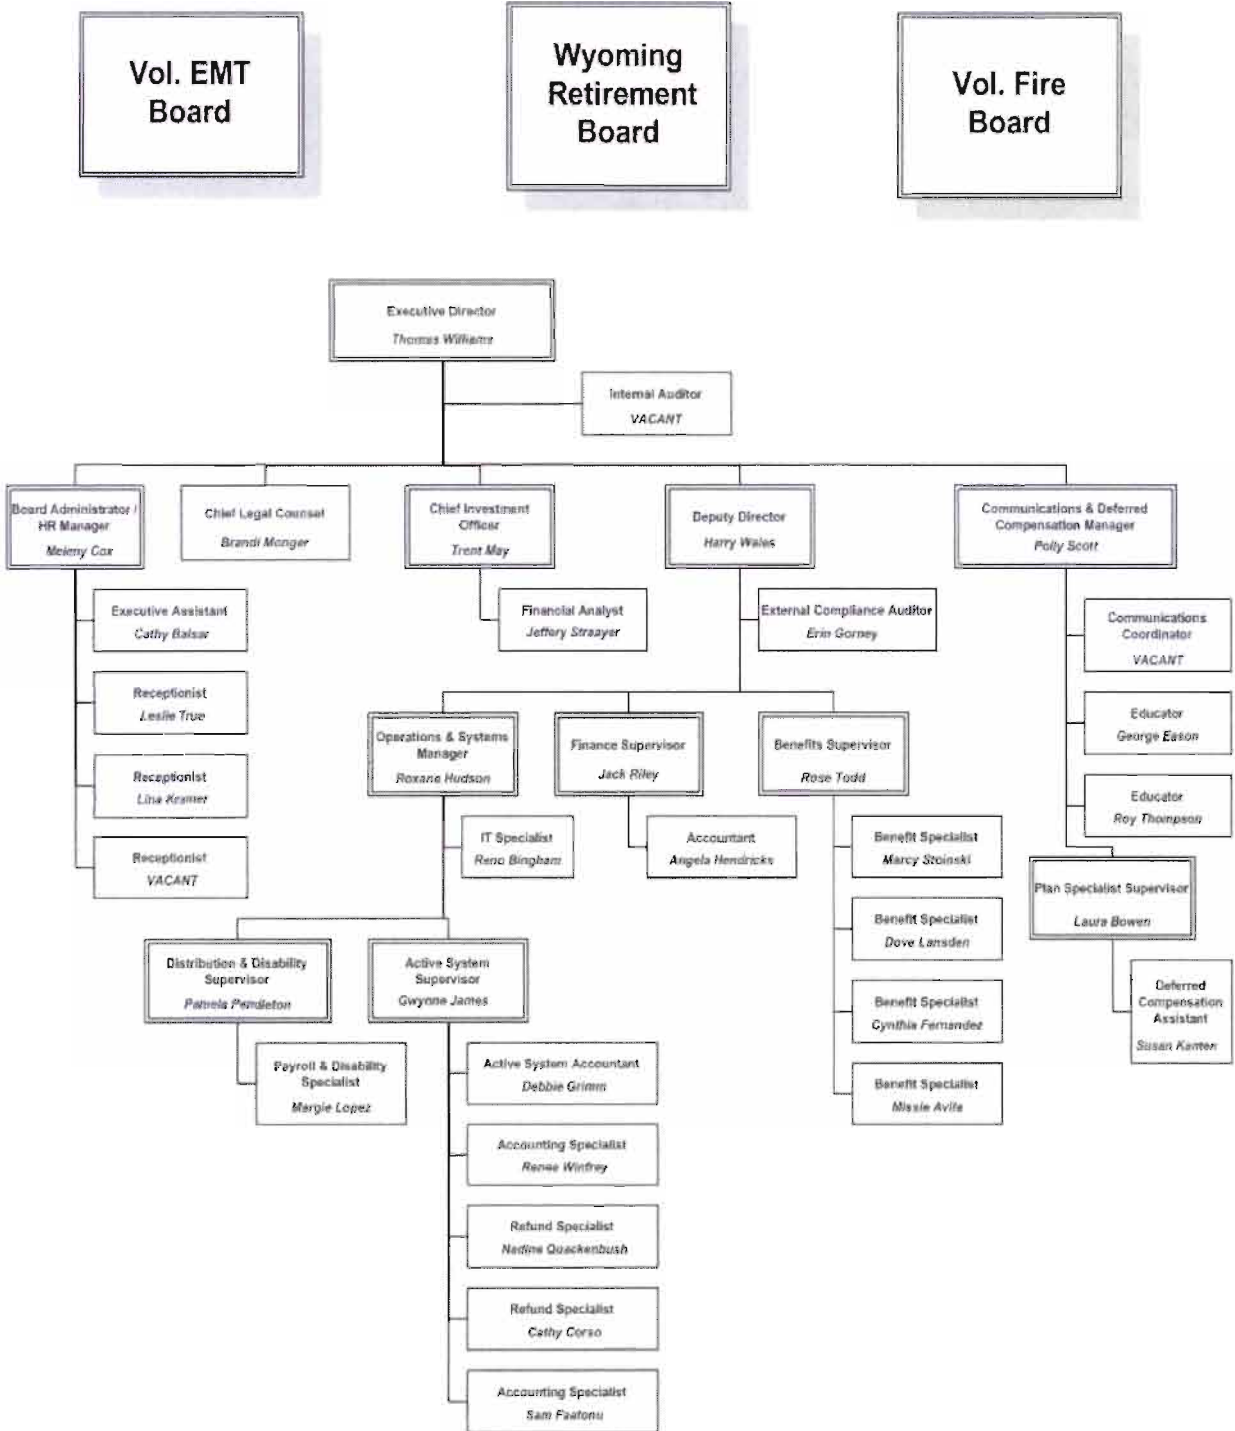 Vol. EMT
Board
Wyoming
Retirement
Board
Vol. Fire
Board
Executive Director
Thomas Williams
Internal Auditor
VACANT
Board Administrator /
HR Manager
Meleny Cox
Chief Legal Counsel
Brandi Monger
Chief Investment
Officer
Trent May
Deputy Director
Harry Wales
Communications & Deferred
Compensation Manager
Polly Scott
Executive Assistant
Cathy Balsar
Receptionist
Leslie True
Receptionist
Lina Kramer
Receptionist
VACANT
Financial Analyst
Jeffery Straayer
External Compliance Auditor
Erin Gorney
Communications
Coordinator
VACANT
Educator
George Eason
Educator
Roy Thompson
Plan Specialist Supervisor
Laura Bowen
Deferred
Compensation
Assistant
Susan Kanten
Operations & Systems
Manager
Roxane Hudson
Finance Supervisor
Jack Riley
Benefits Supervisor
Rose Todd
IT Specialist
Reno Bingham
Accountant
Angela Hendricks
Benefit Specialist
Marcy Stoinski
Benefit Specialist
Dove Lansden
Benefit Specialist
Cynthia Fernandez
Benefit Specialist
Missie Avila
Distribution & Disability
Supervisor
Pamela Pendleton
Active System
Supervisor
Gwynne James
Payroll & Disability
Specialist
Margie Lopez
Active System Accountant
Debbie Grimm
Accounting Specialist
Renee Winfrey
Refund Specialist
Nadine Quackenbush
Refund Specialist
Cathy Corso
Accounting Specialist
Sam Faatonu